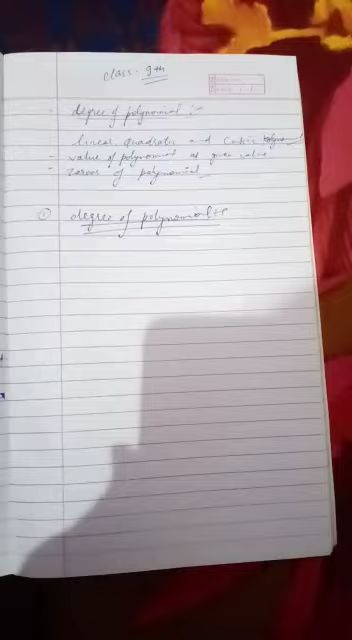 class - 9th
- degree of polynomial :-
linear, quadratic and Cubic
- value of polynomial at given value
- zeroes of polynomial
① degree of polynomial :-